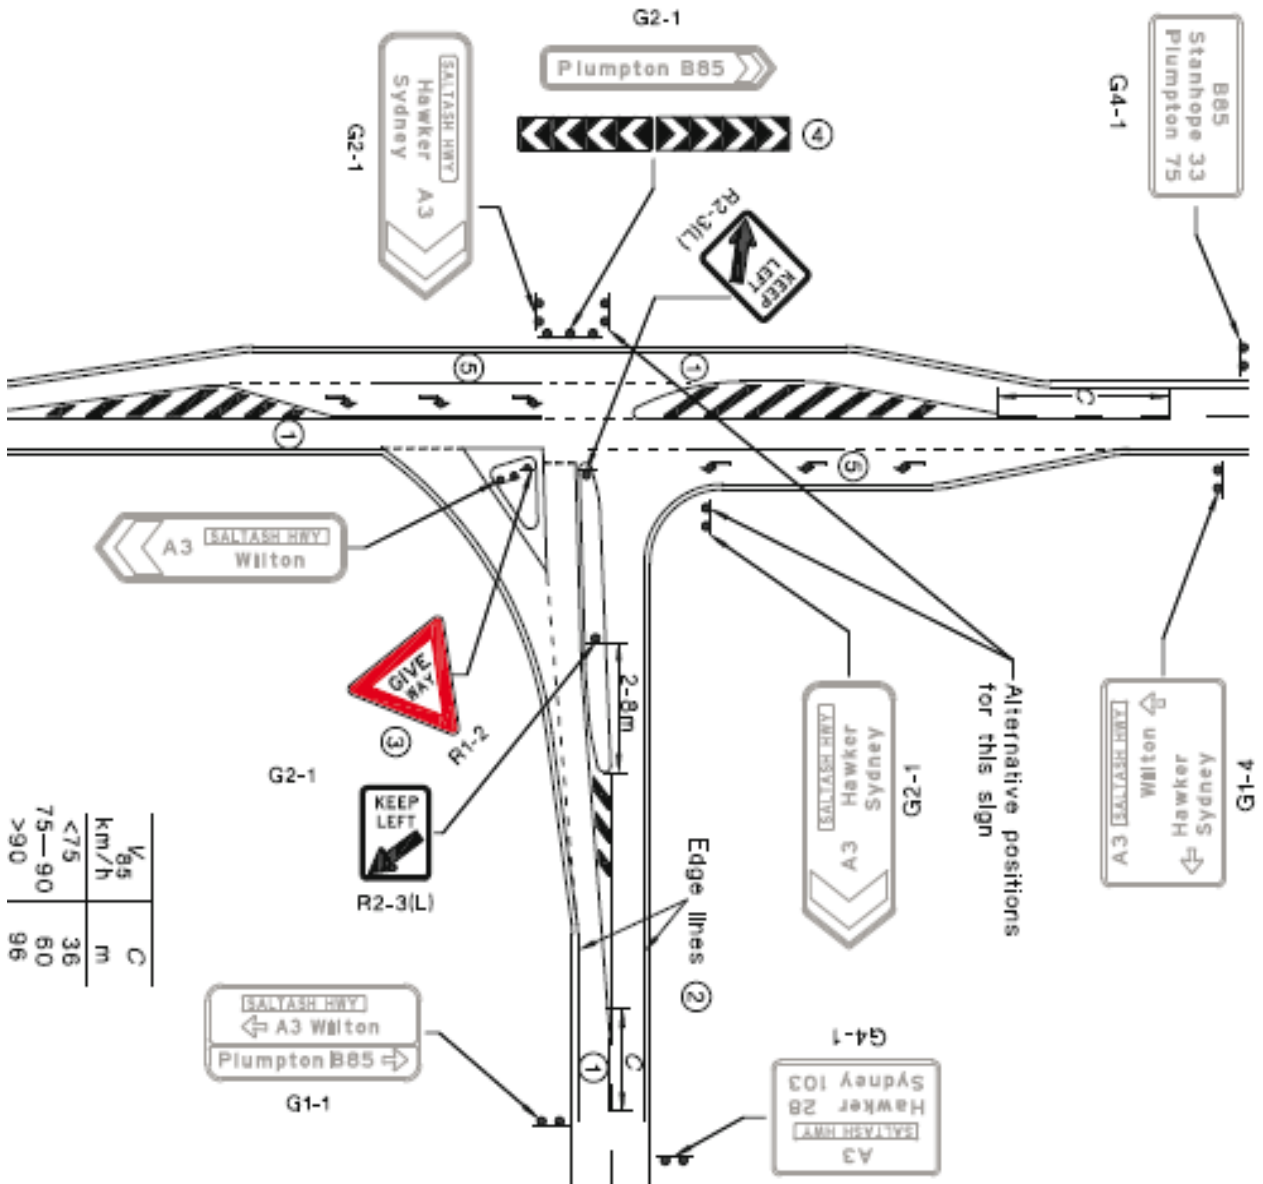 G2-1
Plumpton B85
4
SALTASH HWY
Hawker A3
Sydney
G2-1
B85
Stanhope 33
Plumpton 75
G4-1
KEEP
LEFT
R2-3(L)
5
1
C
1
5
A3 SALTASH HWY
Wilton
GIVE
WAY
3
R1-2
G2-1
2-8m
KEEP
LEFT
R2-3(L)
Alternative positions
for this sign
Sydney
Hawker
Wilton
A3 SALTASH HWY
G1-4
G2-1
Sydney
A3 Hawker
SALTASH HWY
Edge lines 2
V85 C
km/h m
<75 36
75—90 60
>90 96
SALTASH HWY
A3 Wilton
Plumpton B85
G1-1
C
1
G4-1
A3
SALTASH HWY
Hawker 28
Sydney 103